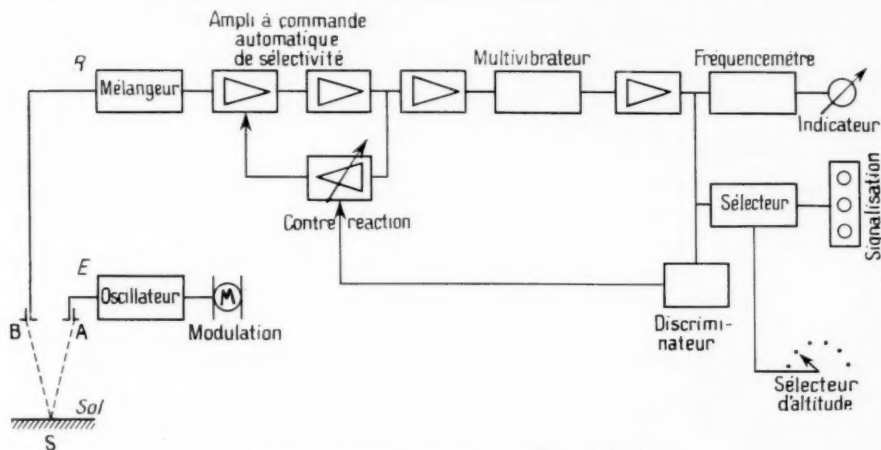 Ampli à commande
automatique
de sélectivité
Multivibrateur
Fréquencemètre
R
Mélangeur
Indicateur
Contre réaction
Sélecteur
Signalisation
E
Oscillateur
M
Modulation
B
A
Discrimi-
nateur
Sélecteur
d'altitude
Sol
S